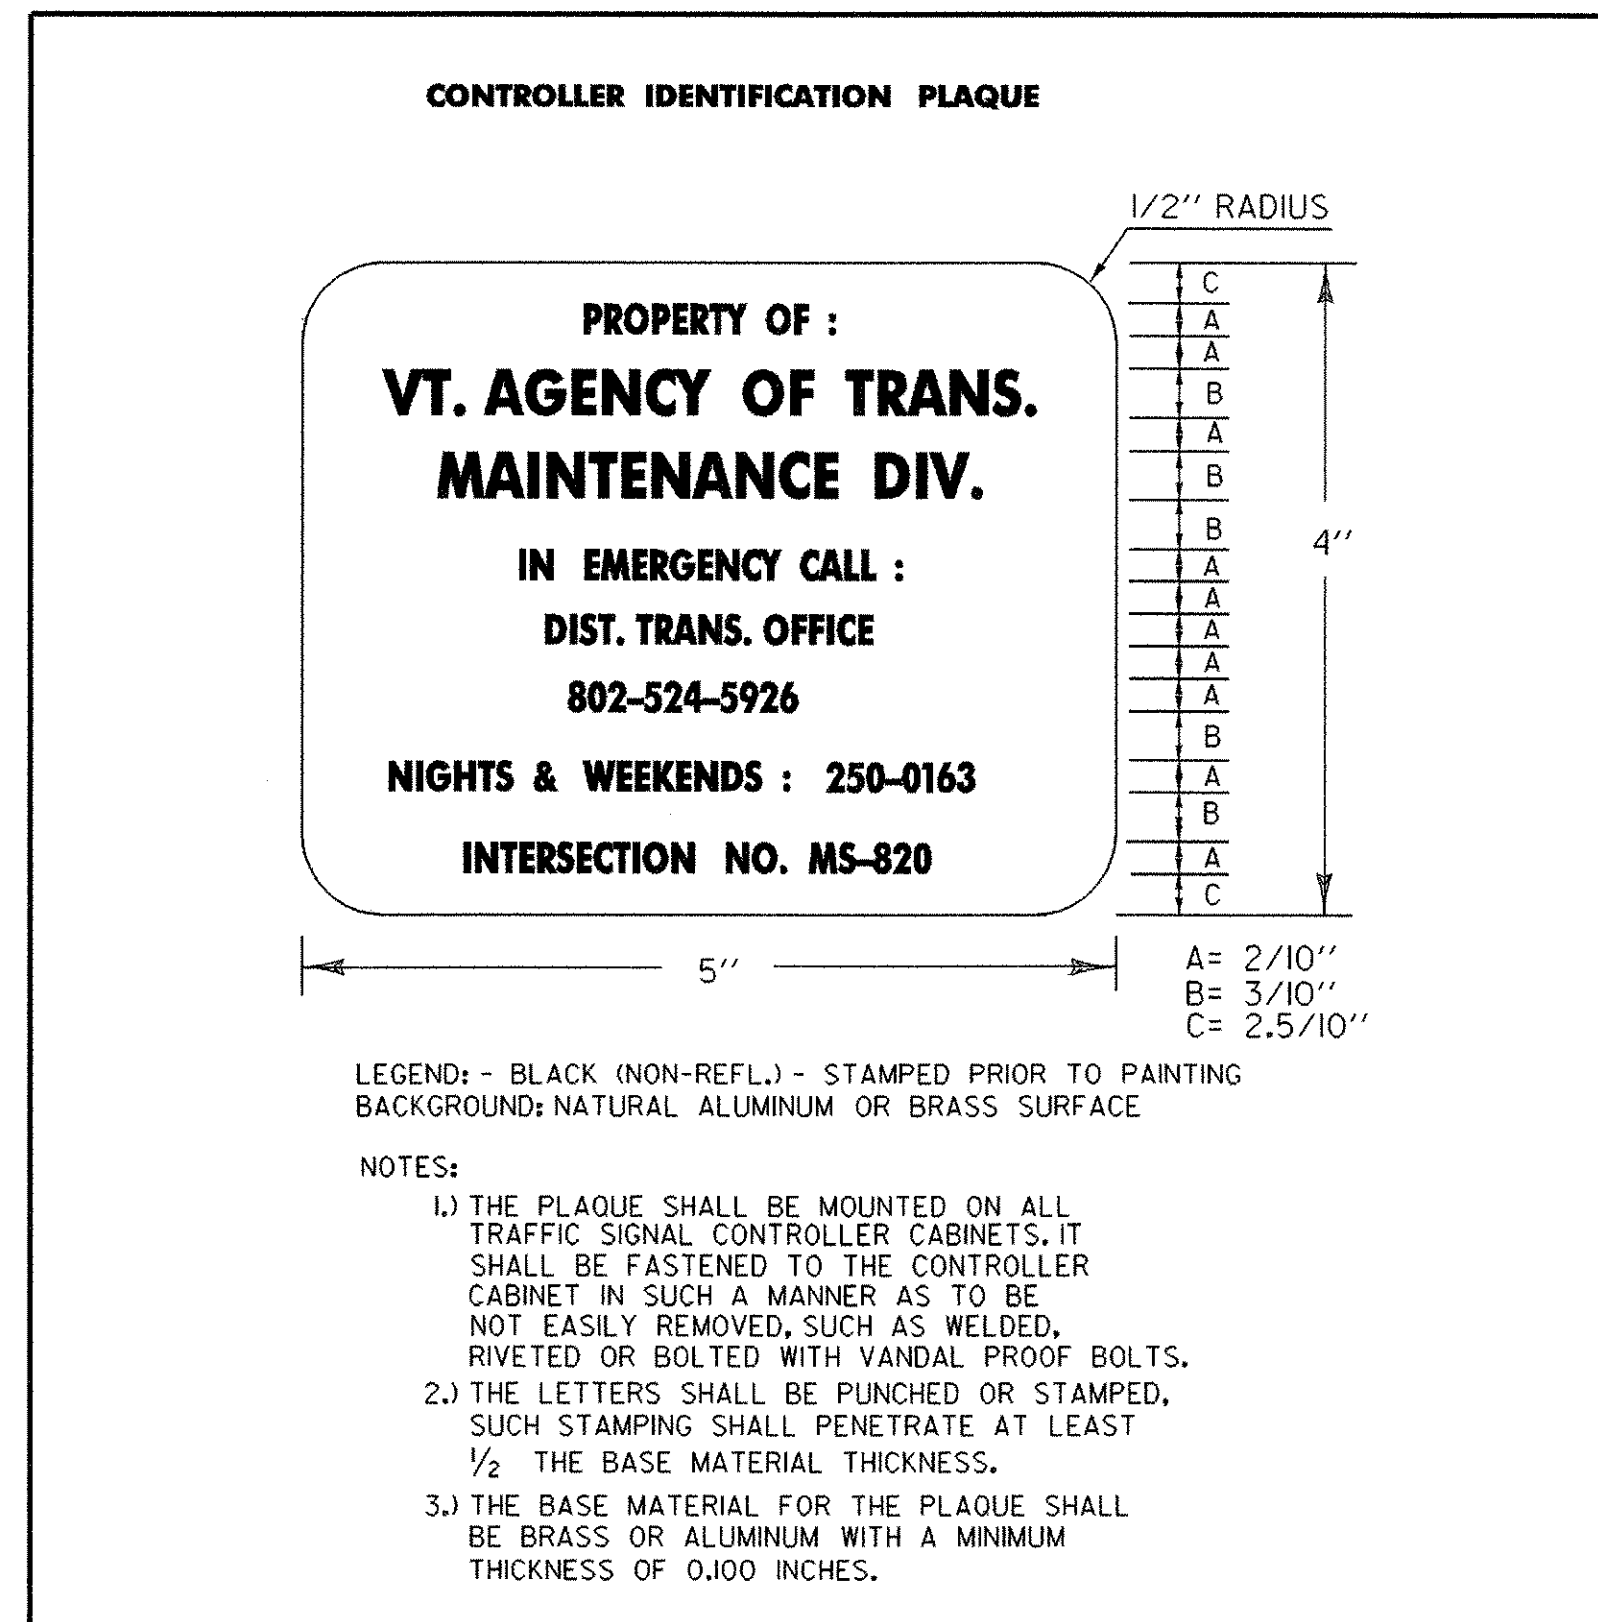 CONTROLLER IDENTIFICATION PLAQUE
1/2" RADIUS
PROPERTY OF :
VT. AGENCY OF TRANS.
MAINTENANCE DIV.
IN EMERGENCY CALL :
DIST. TRANS. OFFICE
802-524-5926
NIGHTS & WEEKENDS : 250-0163
INTERSECTION NO. MS-820
C
A
A
B
A
B
B
A
A
A
A
A
B
A
B
A
C
4"
5"
A= 2/10"
B= 3/10"
C= 2.5/10"
LEGEND: - BLACK (NON-REFL.) - STAMPED PRIOR TO PAINTING
BACKGROUND: NATURAL ALUMINUM OR BRASS SURFACE
NOTES:
1.) THE PLAQUE SHALL BE MOUNTED ON ALL
TRAFFIC SIGNAL CONTROLLER CABINETS. IT
SHALL BE FASTENED TO THE CONTROLLER
CABINET IN SUCH A MANNER AS TO BE
NOT EASILY REMOVED, SUCH AS WELDED,
RIVETED OR BOLTED WITH VANDAL PROOF BOLTS.
2.) THE LETTERS SHALL BE PUNCHED OR STAMPED,
SUCH STAMPING SHALL PENETRATE AT LEAST
1/2 THE BASE MATERIAL THICKNESS.
3.) THE BASE MATERIAL FOR THE PLAQUE SHALL
BE BRASS OR ALUMINUM WITH A MINIMUM
THICKNESS OF 0.100 INCHES.